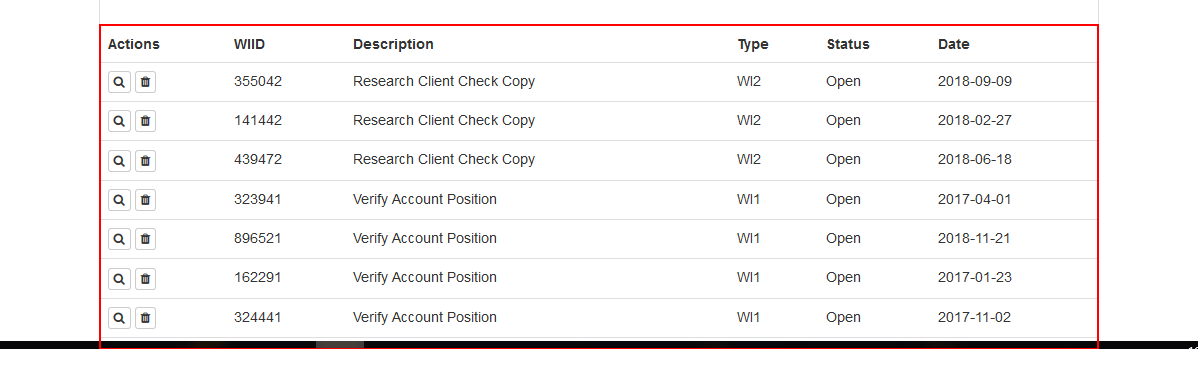 Actions WIID Description Type Status Date
355042 Research Client Check Copy WI2 Open 2018-09-09
141442 Research Client Check Copy WI2 Open 2018-02-27
439472 Research Client Check Copy WI2 Open 2018-06-18
323941 Verify Account Position WI1 Open 2017-04-01
896521 Verify Account Position WI1 Open 2018-11-21
162291 Verify Account Position WI1 Open 2017-01-23
324441 Verify Account Position WI1 Open 2017-11-02